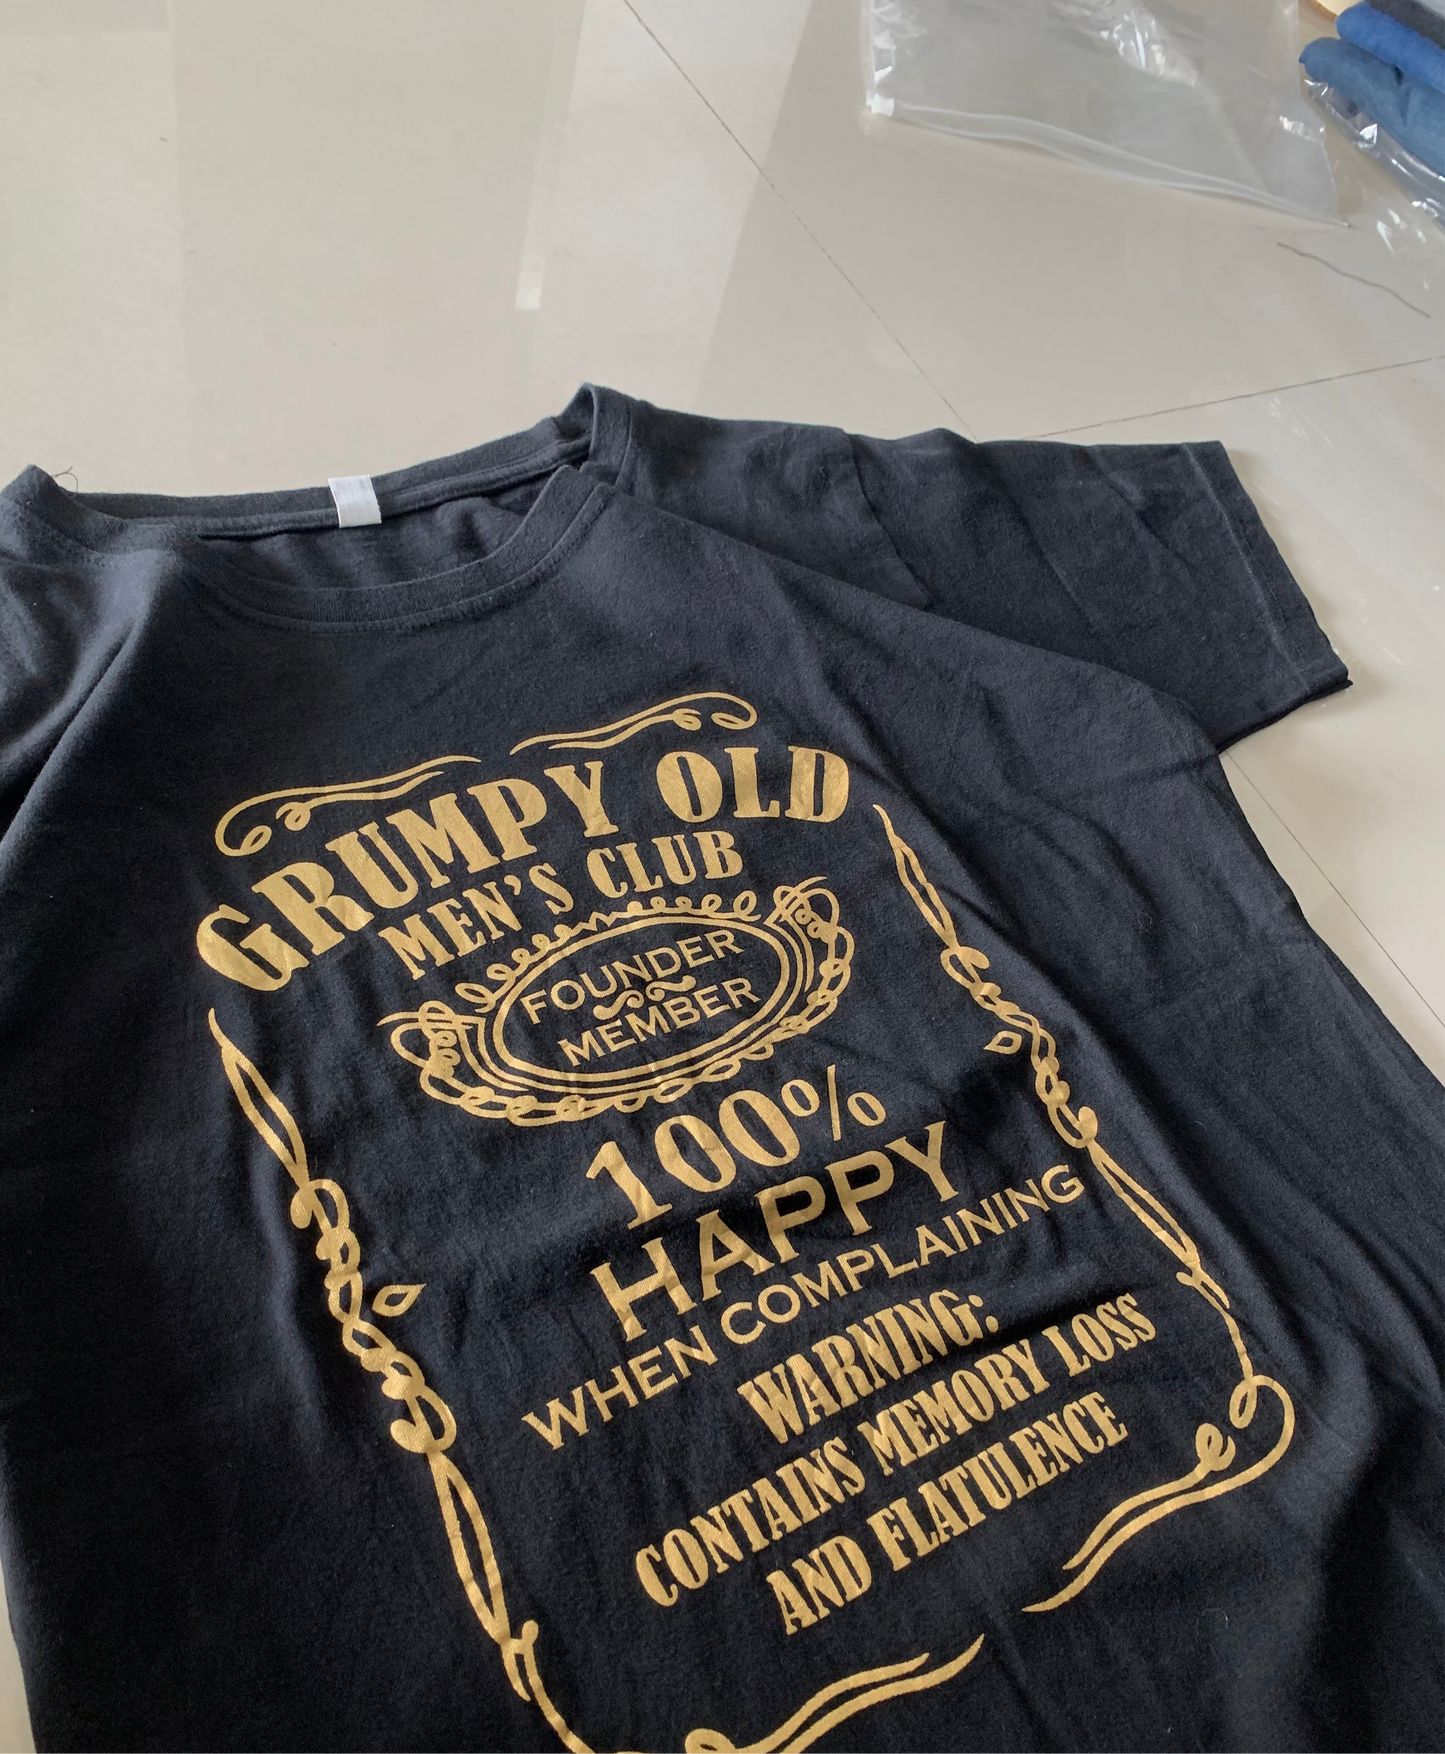 GRUMPY OLD
MEN'S CLUB
FOUNDER
MEMBER
100%
HAPPY
WHEN COMPLAINING
WARNING:
CONTAINS MEMORY LOSS
AND FLATULENCE